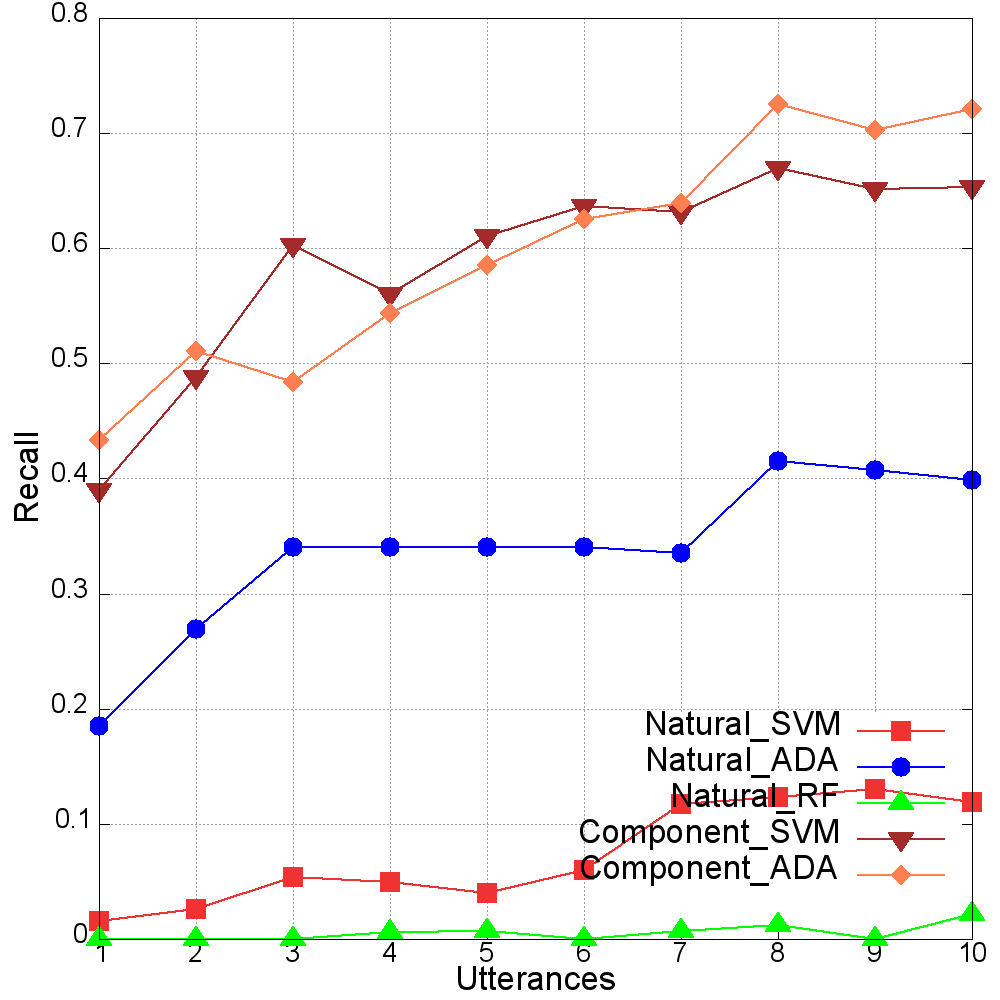 0.8
0.7
0.6
0.5
0.4
0.3
0.2
0.1
0
Recall
Natural_SVM
Natural_ADA
Natural_RF
Component_SVM
Component_ADA
1 2 3 4 5 6 7 8 9 10
Utterances